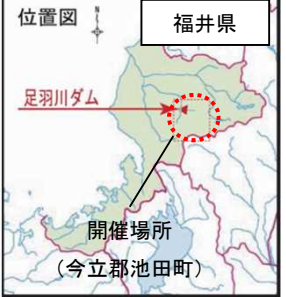 位置図
福井県
足羽川ダム
開催場所
（今立郡池田町）